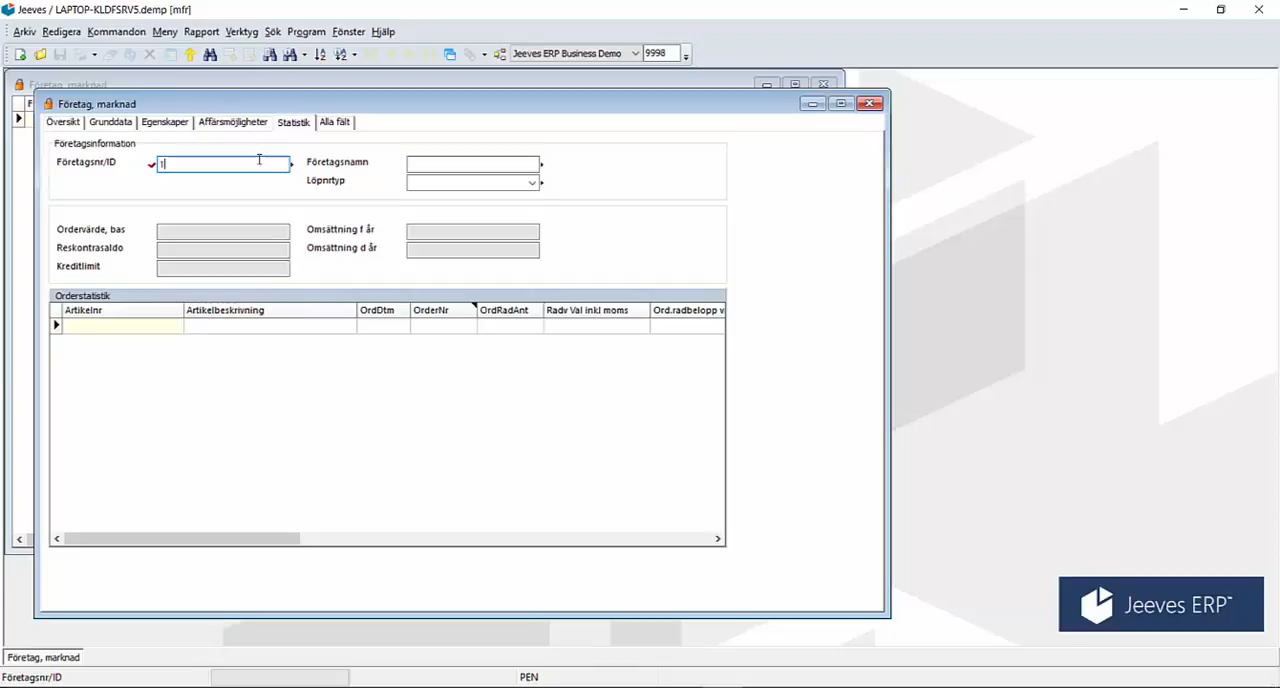 Jeeves / LAPTOP-KLDFSRV5.demp [mfr]
Arkiv Redigera Kommandon Meny Rapport Verktyg Sök Program Fönster Hjälp
Jeeves ERP Business Demo 9998
Företag, marknad
F
Företag, marknad
Översikt Grunddata Egenskaper Affärsmöjligheter Statistik Alla fält
Företagsinformation
Företagsnr/ID 1 Företagsnamn
Löpnrtyp
Ordervärde, bas Omsättning f år
Reskontrasaldo Omsättning d år
Kreditlimit
Orderstatistik
Artikelnr Artikelbeskrivning OrdDtm OrderNr OrdRadAnt Radv Val inkl moms Ord.radbelopp v
Jeeves ERP™
Företag, marknad
Företagsnr/ID PEN